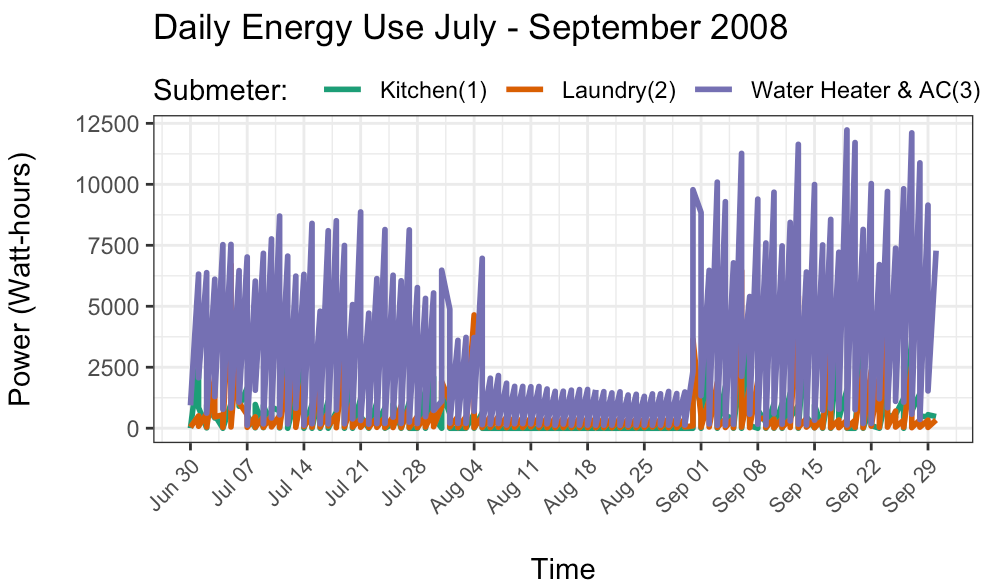 Daily Energy Use July - September 2008
Submeter: Kitchen(1) Laundry(2) Water Heater & AC(3)
Power (Watt-hours)
12500
10000
7500
5000
2500
0
Jun 30 Jul 07 Jul 14 Jul 21 Jul 28 Aug 04 Aug 11 Aug 18 Aug 25 Sep 01 Sep 08 Sep 15 Sep 22 Sep 29
Time